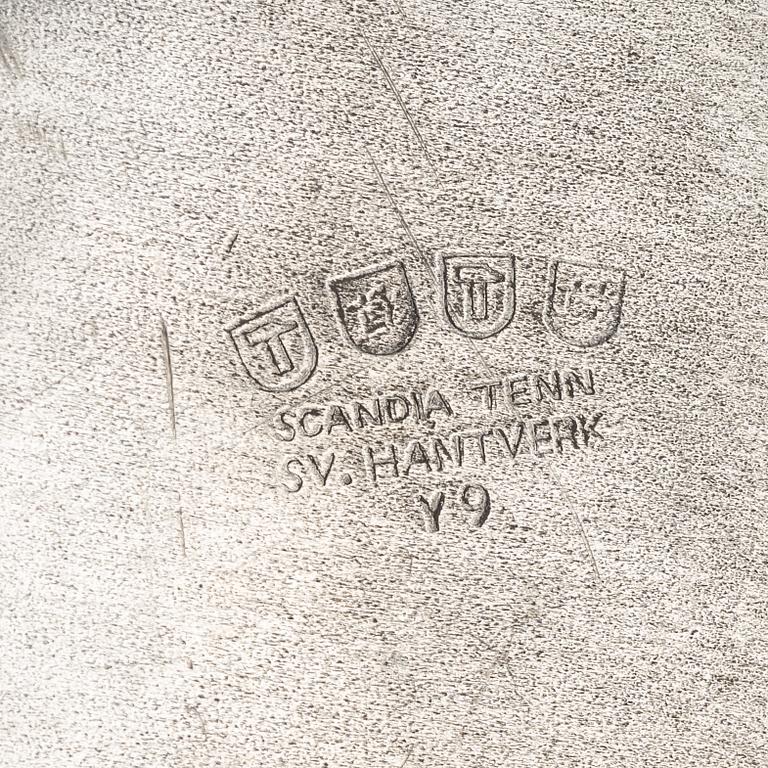 T T
SCANDIA TENN
SV. HANTVERK
Y9